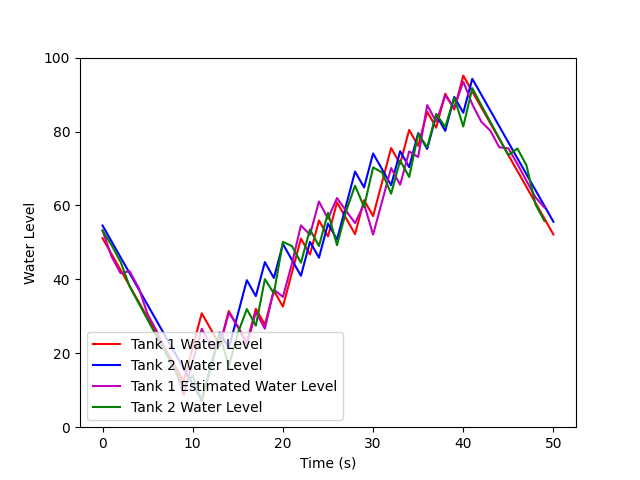 100
80
60
40
20
0
Water Level
Tank 1 Water Level
Tank 2 Water Level
Tank 1 Estimated Water Level
Tank 2 Water Level
0 10 20 30 40 50
Time (s)